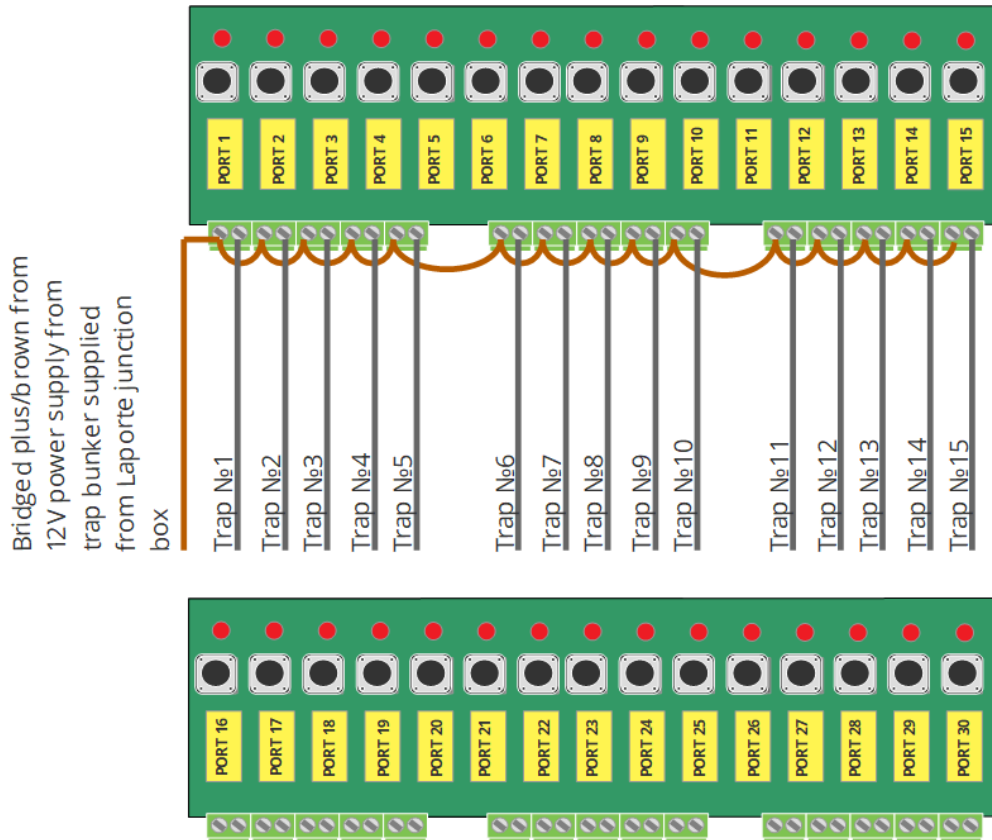 PORT 1
PORT 2
PORT 3
PORT 4
PORT 5
PORT 6
PORT 7
PORT 8
PORT 9
PORT 10
PORT 11
PORT 12
PORT 13
PORT 14
PORT 15
Bridged plus/brown from
12V power supply from
trap bunker supplied
from Laporte junction
box
Trap №1
Trap №2
Trap №3
Trap №4
Trap №5
Trap №6
Trap №7
Trap №8
Trap №9
Trap №10
Trap №11
Trap №12
Trap №13
Trap №14
Trap №15
PORT 16
PORT 17
PORT 18
PORT 19
PORT 20
PORT 21
PORT 22
PORT 23
PORT 24
PORT 25
PORT 26
PORT 27
PORT 28
PORT 29
PORT 30